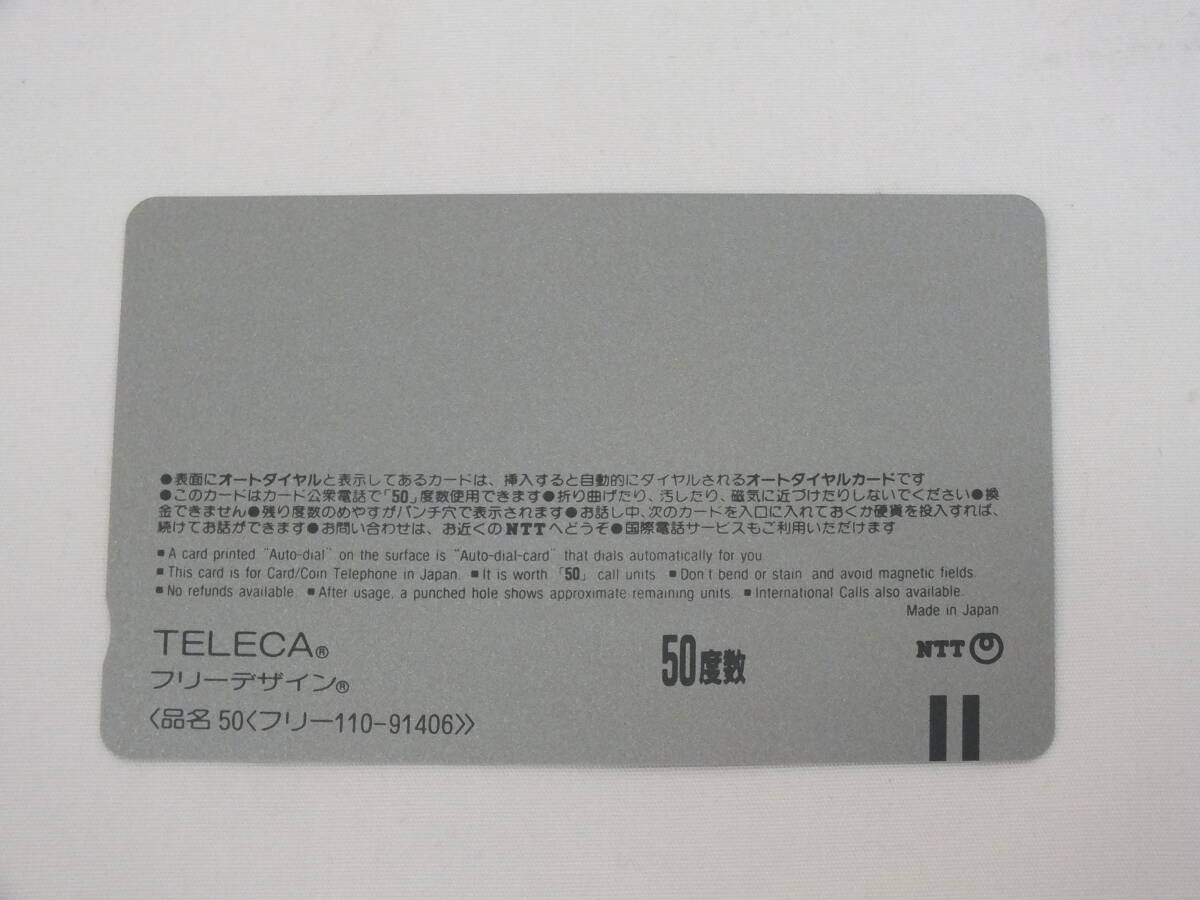 ●表面にオートダイヤルと表示してあるカードは、挿入すると自動的にダイヤルされるオートダイヤルカードです
●このカードはカード公衆電話で「50」度数使用できます●折り曲げたり、汚したり、磁気に近づけたりしないでください●換
金できません●残り度数のめやすがパンチ穴で表示されます●お話し中、次のカードを入口に入れておくか硬貨を投入すれば、
続けてお話ができます●お問い合わせは、お近くのNTTへどうぞ●国際電話サービスもご利用いただけます
■A card printed "Auto-dial" on the surface is "Auto-dial-card" that dials automatically for you.
■This card is for Card/Coin Telephone in Japan. ■It is worth 「50」 call units. ■Don't bend or stain, and avoid magnetic fields.
■No refunds available. ■After usage, a punched hole shows approximate remaining units. ■International Calls also available.
Made in Japan
TELECA®
フリーデザイン®
50度数
NTT
〈品名 50〈フリー110-91406〉〉